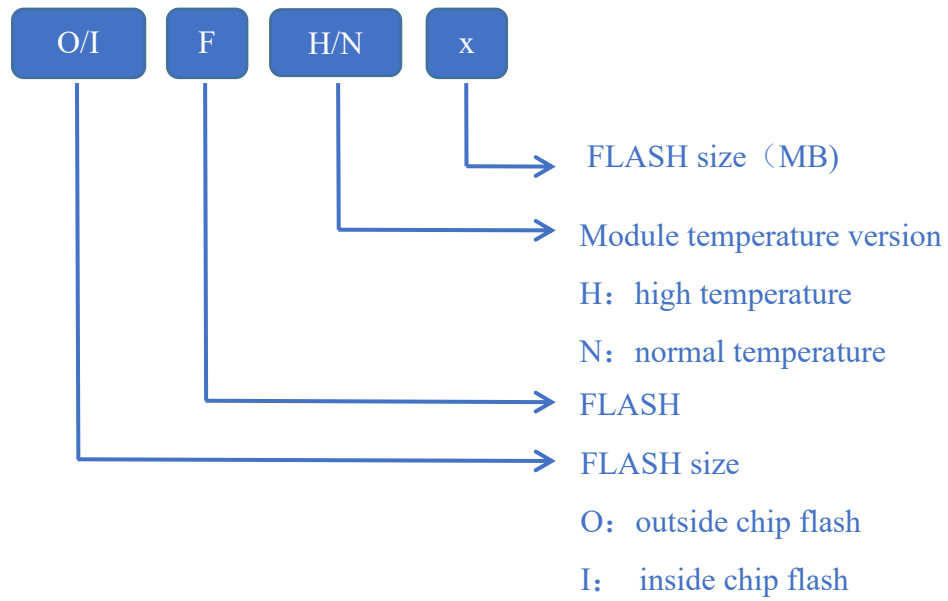 O/I F H/N x
FLASH size（MB)
Module temperature version
H： high temperature
N： normal temperature
FLASH
FLASH size
O： outside chip flash
I： inside chip flash